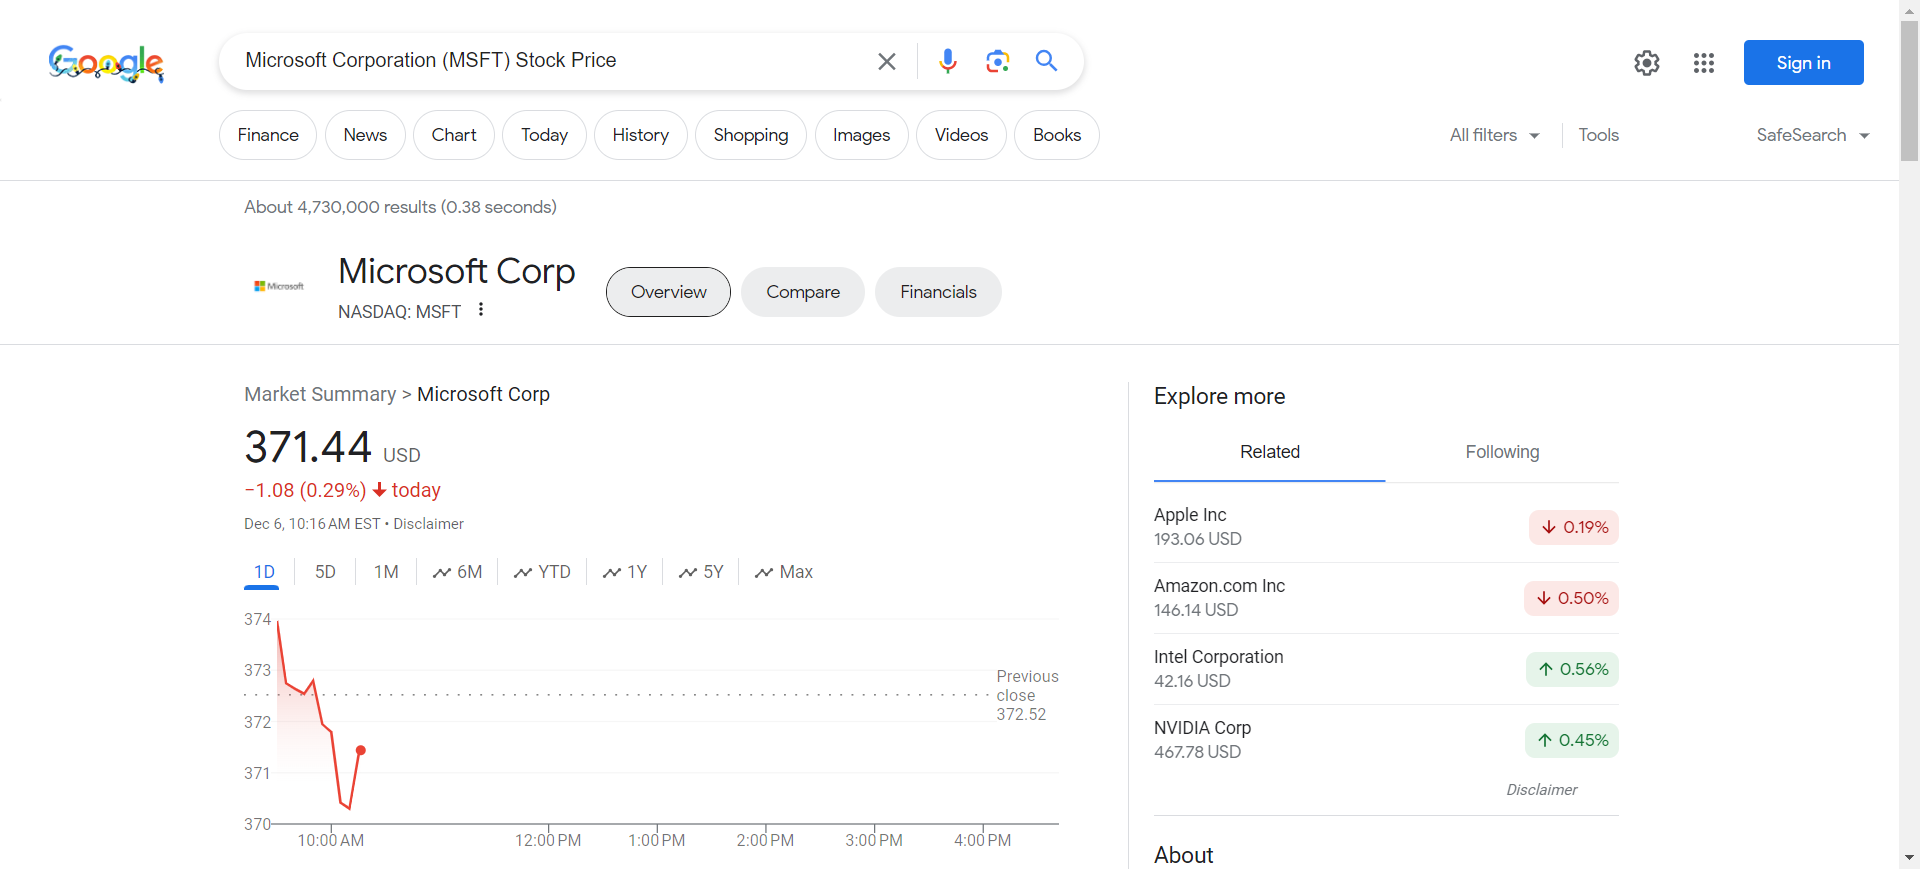 Google
Microsoft Corporation (MSFT) Stock Price
Sign in
Finance
News
Chart
Today
History
Shopping
Images
Videos
Books
All filters
Tools
SafeSearch
About 4,730,000 results (0.38 seconds)
Microsoft
Microsoft Corp
NASDAQ: MSFT
Overview
Compare
Financials
Market Summary > Microsoft Corp
371.44 USD
−1.08 (0.29%) today
Dec 6, 10:16 AM EST • Disclaimer
1D
5D
1M
6M
YTD
1Y
5Y
Max
374
373
372
371
370
Previous
close
372.52
10:00 AM
12:00 PM
1:00 PM
2:00 PM
3:00 PM
4:00 PM
Explore more
Related
Following
Apple Inc
193.06 USD
0.19%
Amazon.com Inc
146.14 USD
0.50%
Intel Corporation
42.16 USD
0.56%
NVIDIA Corp
467.78 USD
0.45%
Disclaimer
About